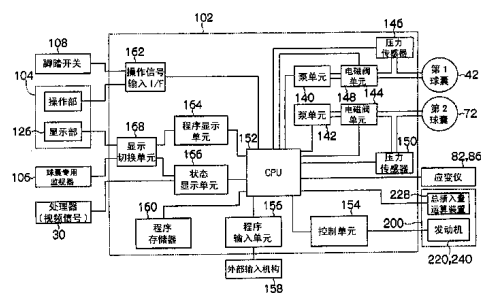 102
146
108
162
压力
传感器
脚踏开关
操作信号
输入I/F
第1
球囊
42
104
操作部
泵单元
电磁阀
单元
140
148
144
164
168
程序显示
单元
152
第2
球囊
72
泵单元
电磁阀
单元
142
126
显示部
显示
切换单元
166
150
CPU
压力
传感器
106
球囊专用
监视器
状态
显示单元
82,86
应变仪
228
160
156
154
总插入量
运算装置
处理器
(视频信号)
30
200
程序
存储器
程序
输入单元
控制单元
发动机
外部输入机构
158
220,240